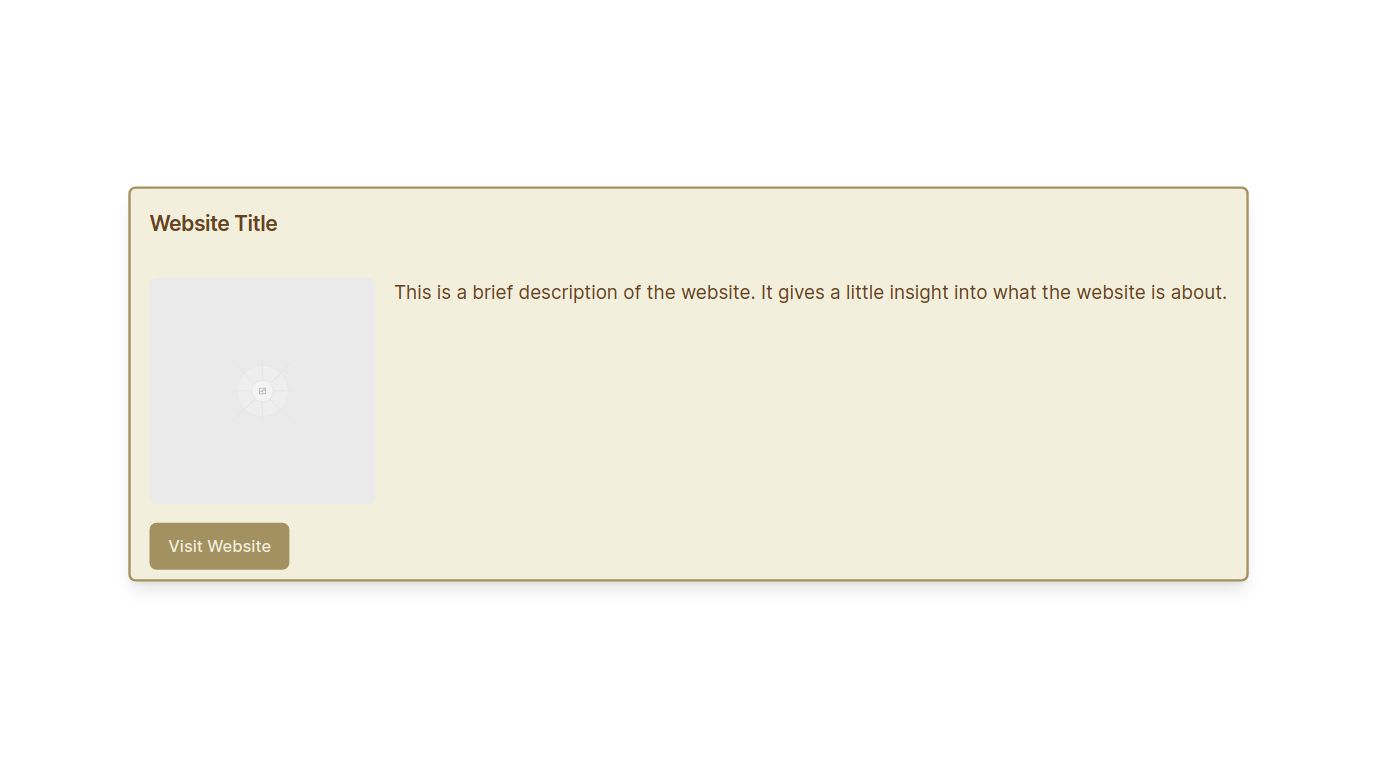 Website Title
This is a brief description of the website. It gives a little insight into what the website is about.
Visit Website